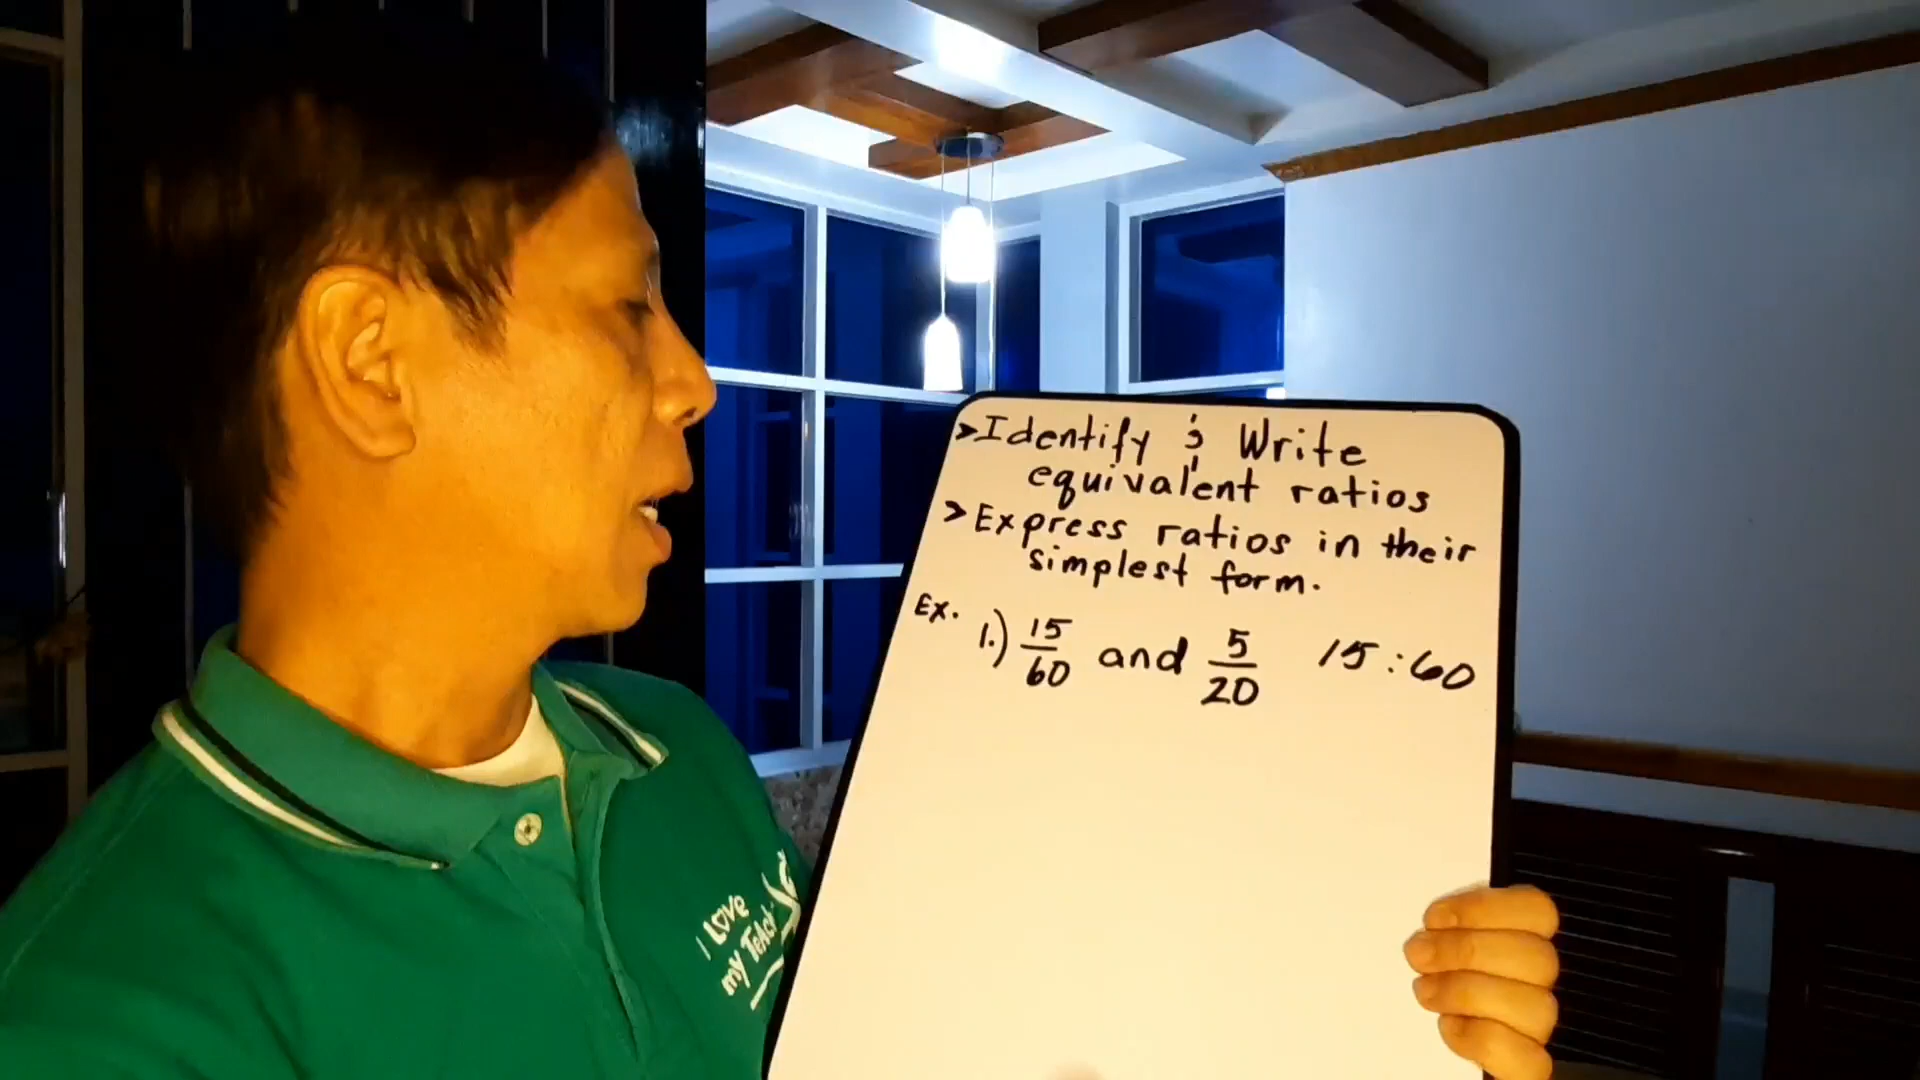 >Identify & Write
equivalent ratios
>Express ratios in their
simplest form.
Ex. 1.) 15/60 and 5/20 15:60
I Love
my